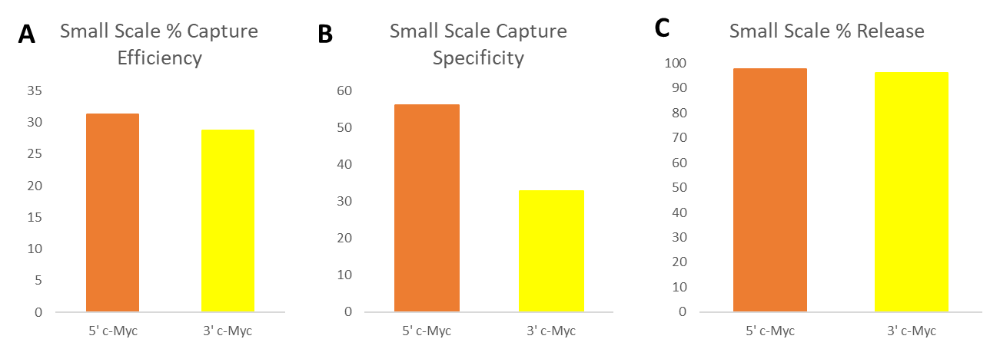 A
Small Scale % Capture
Efficiency
35
30
25
20
15
10
5
0
5' c-Myc 3' c-Myc
B
Small Scale Capture
Specificity
60
50
40
30
20
10
0
5' c-Myc 3' c-Myc
C
Small Scale % Release
100
90
80
70
60
50
40
30
20
10
0
5' c-Myc 3' c-Myc